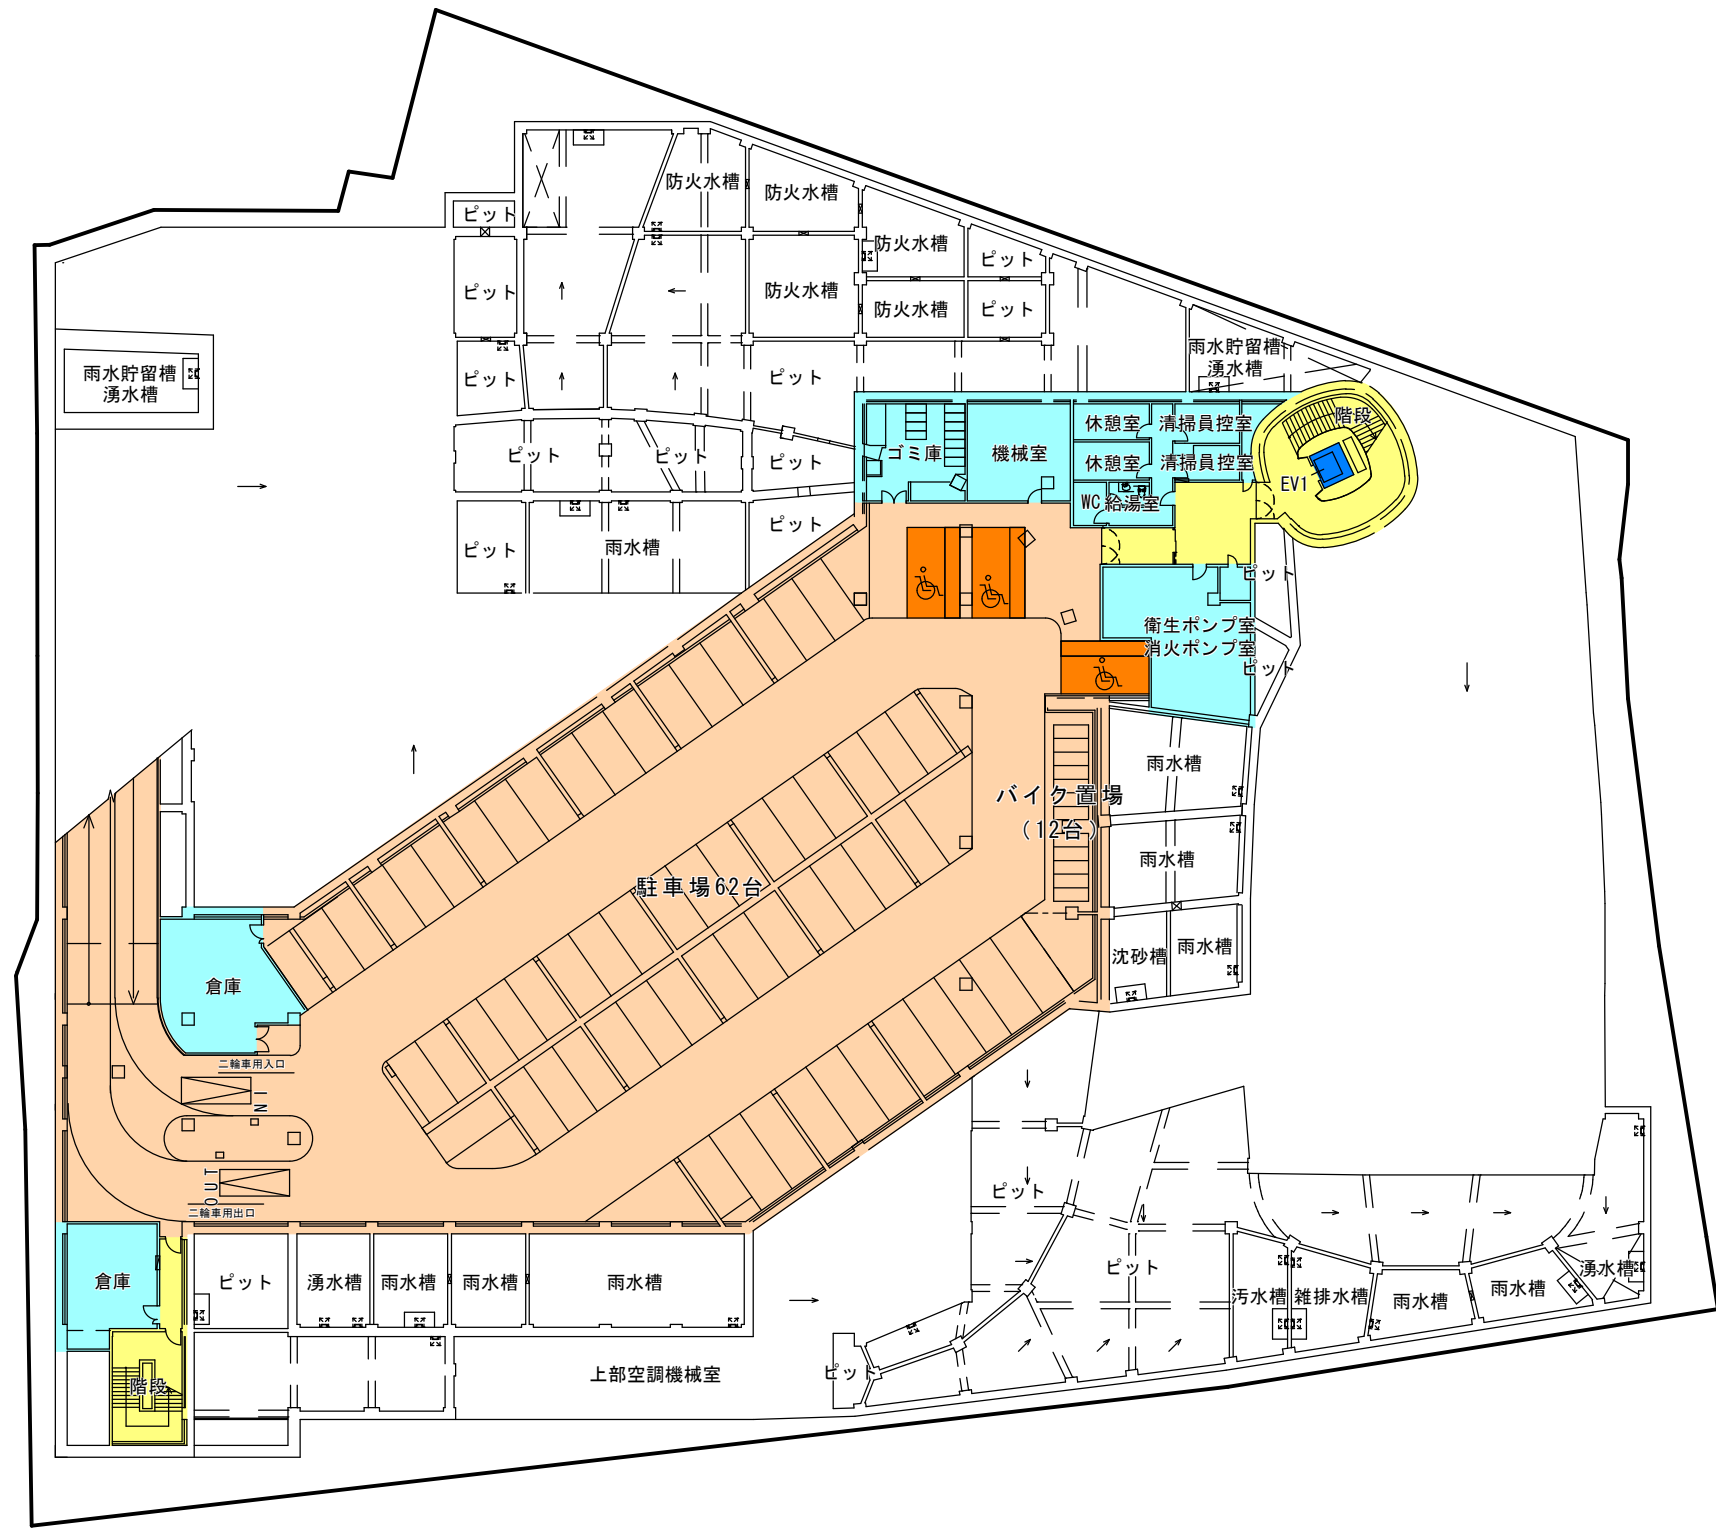 防火水槽
防火水槽
ピット
防火水槽
ピット
ピット
防火水槽
防火水槽
ピット
雨水貯留槽
湧水槽
雨水貯留槽
湧水槽
ピット
ピット
階段
休憩室
清掃員控室
ゴミ庫
機械室
ピット
ピット
ピット
休憩室
清掃員控室
EV1
WC
給湯室
ピット
ピット
雨水槽
ピット
衛生ポンプ室
消火ポンプ室
ピット
雨水槽
バイク置場
（12台）
雨水槽
駐車場62台
沈砂槽
雨水槽
倉庫
二輪車用入口
IN
OUT
二輪車用出口
ピット
ピット
倉庫
ピット
湧水槽
雨水槽
雨水槽
雨水槽
汚水槽
雑排水槽
雨水槽
雨水槽
湧水槽
階段
上部空調機械室
ピット